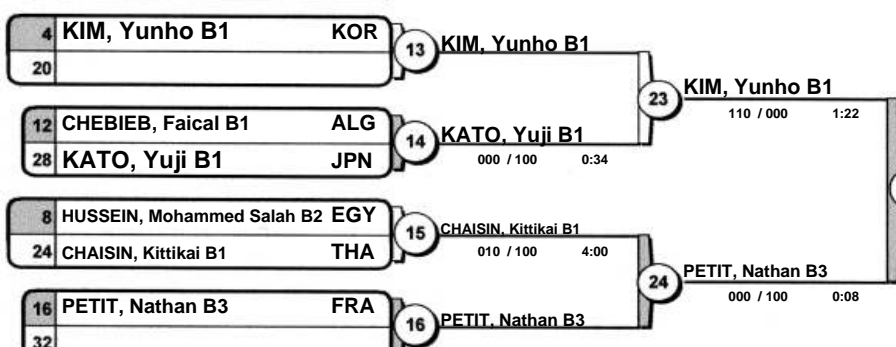 4 KIM, Yunho B1 KOR
20
13 KIM, Yunho B1
12 CHEBIEB, Faical B1 ALG
28 KATO, Yuji B1 JPN
14 KATO, Yuji B1
000 / 100 0:34
23 KIM, Yunho B1
110 / 000 1:22
8 HUSSEIN, Mohammed Salah B2 EGY
24 CHAISIN, Kittikai B1 THA
15 CHAISIN, Kittikai B1
010 / 100 4:00
16 PETIT, Nathan B3 FRA
32
16 PETIT, Nathan B3
24 PETIT, Nathan B3
000 / 100 0:08